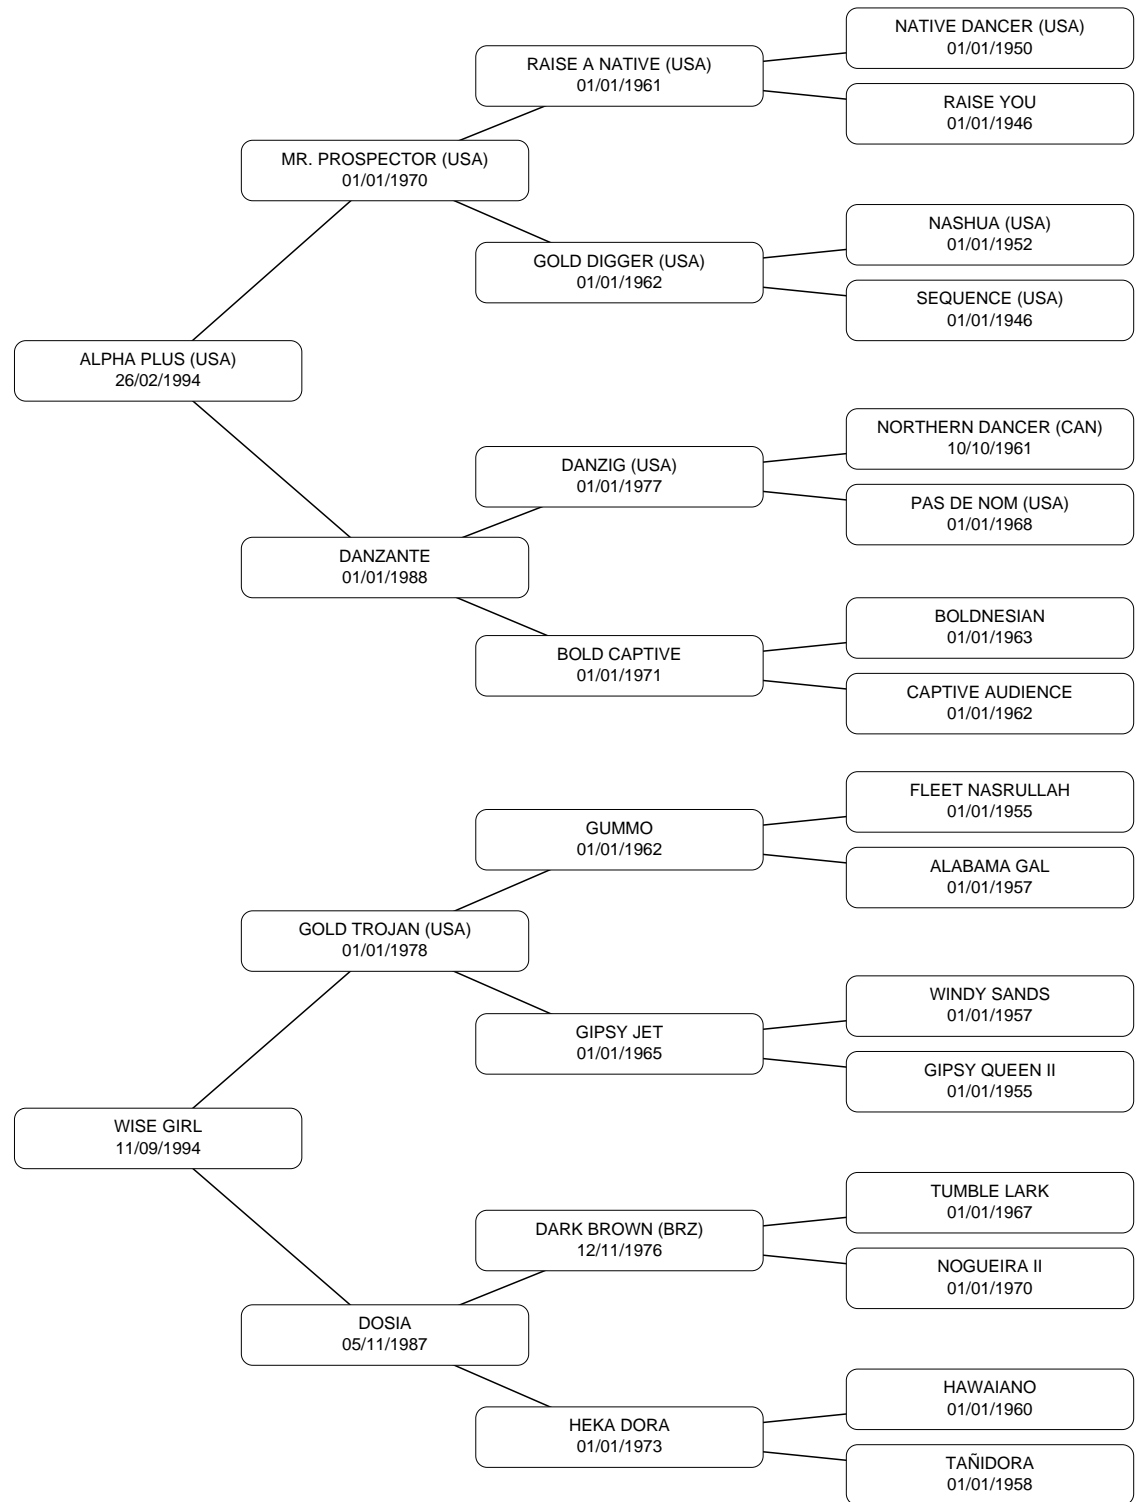 NATIVE DANCER (USA)
01/01/1950
RAISE A NATIVE (USA)
01/01/1961
RAISE YOU
01/01/1946
MR. PROSPECTOR (USA)
01/01/1970
NASHUA (USA)
01/01/1952
GOLD DIGGER (USA)
01/01/1962
SEQUENCE (USA)
01/01/1946
ALPHA PLUS (USA)
26/02/1994
NORTHERN DANCER (CAN)
10/10/1961
DANZIG (USA)
01/01/1977
PAS DE NOM (USA)
01/01/1968
DANZANTE
01/01/1988
BOLDNESIAN
01/01/1963
BOLD CAPTIVE
01/01/1971
CAPTIVE AUDIENCE
01/01/1962
FLEET NASRULLAH
01/01/1955
GUMMO
01/01/1962
ALABAMA GAL
01/01/1957
GOLD TROJAN (USA)
01/01/1978
WINDY SANDS
01/01/1957
GIPSY JET
01/01/1965
GIPSY QUEEN II
01/01/1955
WISE GIRL
11/09/1994
TUMBLE LARK
01/01/1967
DARK BROWN (BRZ)
12/11/1976
NOGUEIRA II
01/01/1970
DOSIA
05/11/1987
HAWAIANO
01/01/1960
HEKA DORA
01/01/1973
TAÑIDORA
01/01/1958